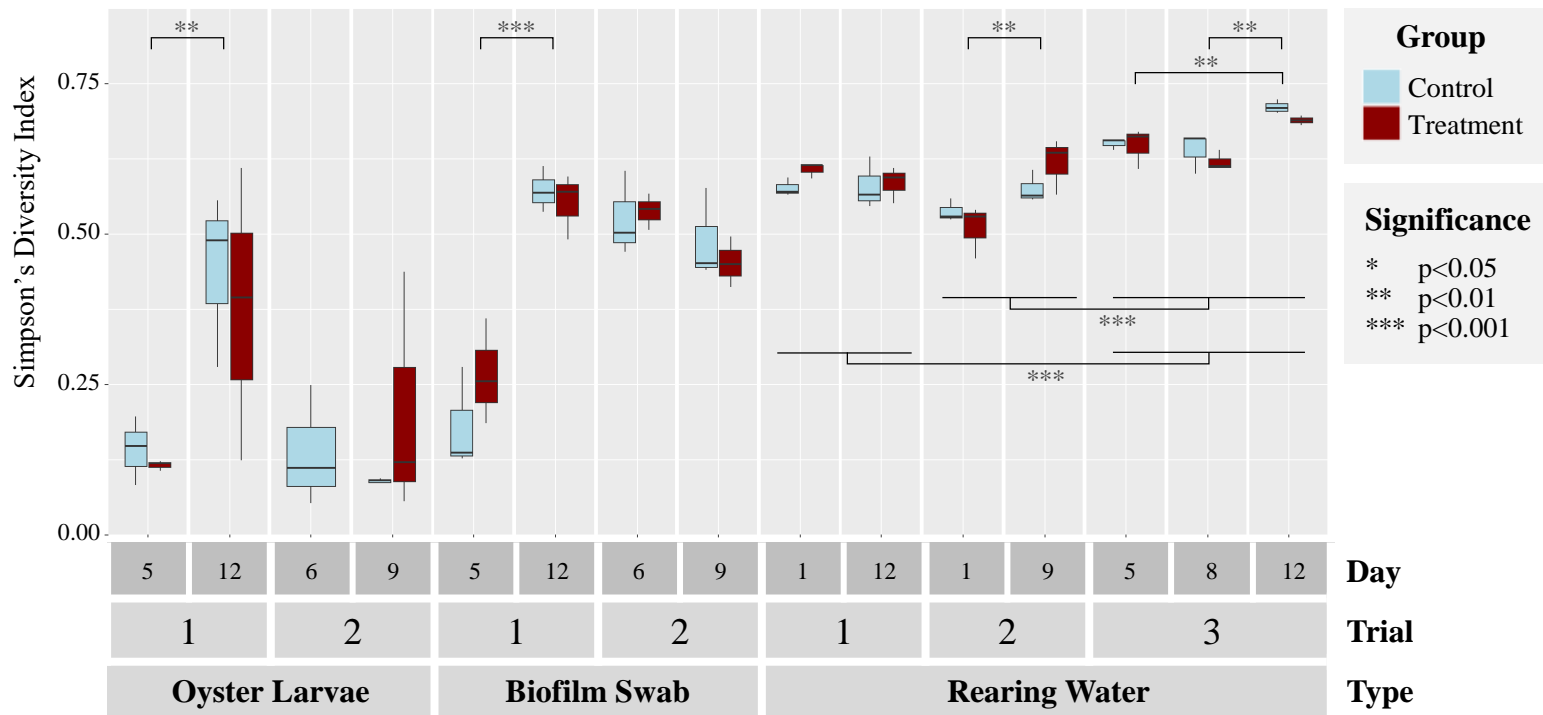 Simpson's Diversity Index
0.75
0.50
0.25
0.00
**
***
**
**
**
***
***
Group
Control
Treatment
Significance
* p<0.05
** p<0.01
*** p<0.001
5 12 6 9 5 12 6 9 1 12 1 9 5 8 12 Day
1 2 1 2 1 2 3 Trial
Oyster Larvae Biofilm Swab Rearing Water Type